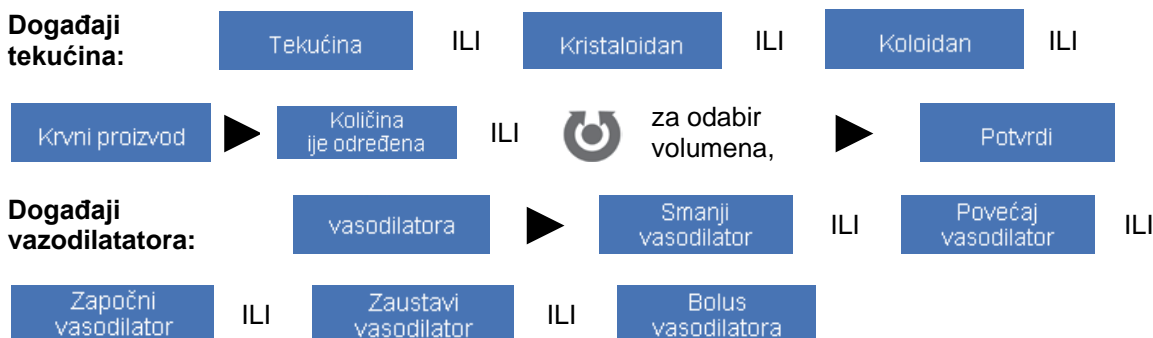 Događaji
tekućina:
Tekućina ILI Kristaloidan ILI Koloidan ILI
Krvni proizvod
Količina
ije određena
ILI
za odabir
volumena,
Potvrdi
Događaji
vazodilatatora:
vasodilatora
Smanji
vasodilator
ILI
Povećaj
vasodilator
ILI
Započni
vasodilator
ILI
Zaustavi
vasodilator
ILI
Bolus
vasodilatora